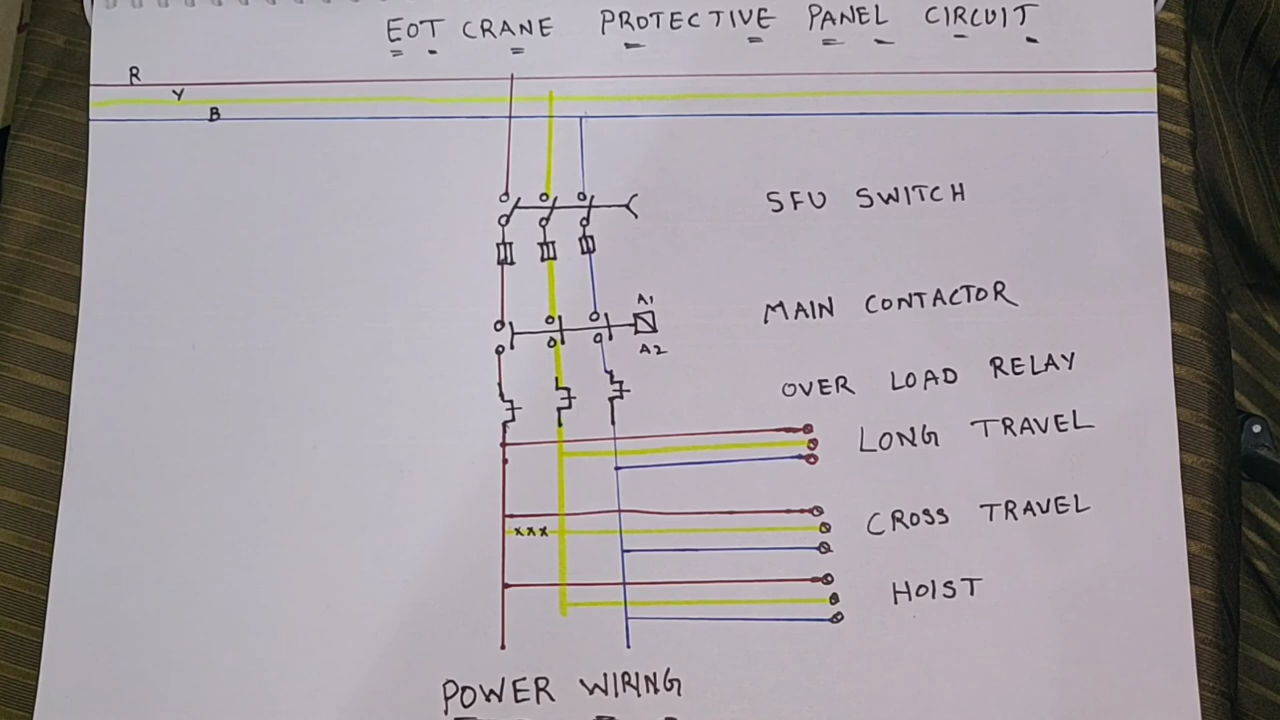 EOT CRANE PROTECTIVE PANEL CIRCUIT
R
Y
B
SFU SWITCH
A1
MAIN CONTACTOR
A2
OVER LOAD RELAY
LONG TRAVEL
CROSS TRAVEL
xxx
HOIST
POWER WIRING